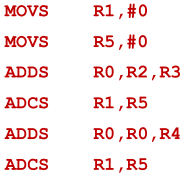 MOVS R1,#0
MOVS R5,#0
ADDS R0,R2,R3
ADCS R1,R5
ADDS R0,R0,R4
ADCS R1,R5